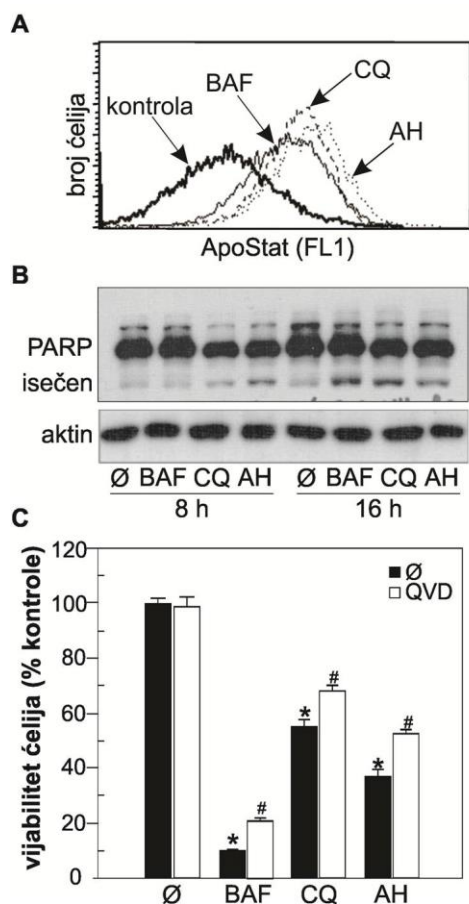 A
broj ćelija
kontrola
BAF
CQ
AH
ApoStat (FL1)
B
PARP
isečen
aktin
Ø BAF CQ AH Ø BAF CQ AH
8 h 16 h
C
vijabilitet ćelija (% kontrole)
120
100
80
60
40
20
0
Ø
QVD
* # * # * #
Ø BAF CQ AH